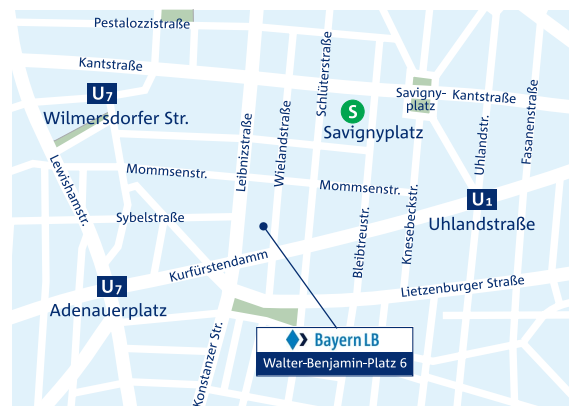 Pestalozzistraße
Kantstraße
U7
Wilmersdorfer Str.
Schlüterstraße
S
Savignyplatz
Savigny-
platz
Kantstraße
Fasanenstraße
Uhlandstr.
Leibnizstraße
Wielandstraße
Lewishamstr.
Mommsenstr.
Mommsenstr.
U1
Uhlandstraße
Sybelstraße
Bleibtreustr.
Knesebeckstr.
Kurfürstendamm
U7
Adenauerplatz
Lietzenburger Straße
Konstanzer Str.
BayernLB
Walter-Benjamin-Platz 6